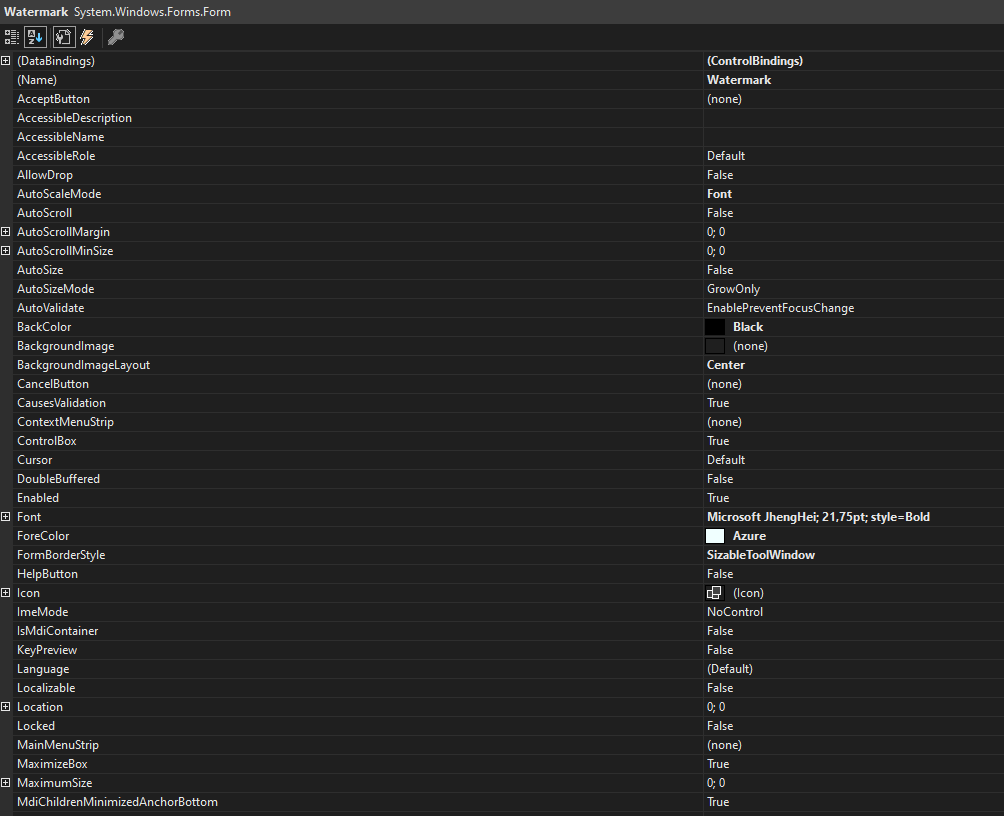 Watermark System.Windows.Forms.Form
(DataBindings) (ControlBindings)
(Name) Watermark
AcceptButton (none)
AccessibleDescription
AccessibleName
AccessibleRole Default
AllowDrop False
AutoScaleMode Font
AutoScroll False
AutoScrollMargin 0; 0
AutoScrollMinSize 0; 0
AutoSize False
AutoSizeMode GrowOnly
AutoValidate EnablePreventFocusChange
BackColor Black
BackgroundImage (none)
BackgroundImageLayout Center
CancelButton (none)
CausesValidation True
ContextMenuStrip (none)
ControlBox True
Cursor Default
DoubleBuffered False
Enabled True
Font Microsoft JhengHei; 21,75pt; style=Bold
ForeColor Azure
FormBorderStyle SizableToolWindow
HelpButton False
Icon (Icon)
ImeMode NoControl
IsMdiContainer False
KeyPreview False
Language (Default)
Localizable False
Location 0; 0
Locked False
MainMenuStrip (none)
MaximizeBox True
MaximumSize 0; 0
MdiChildrenMinimizedAnchorBottom True